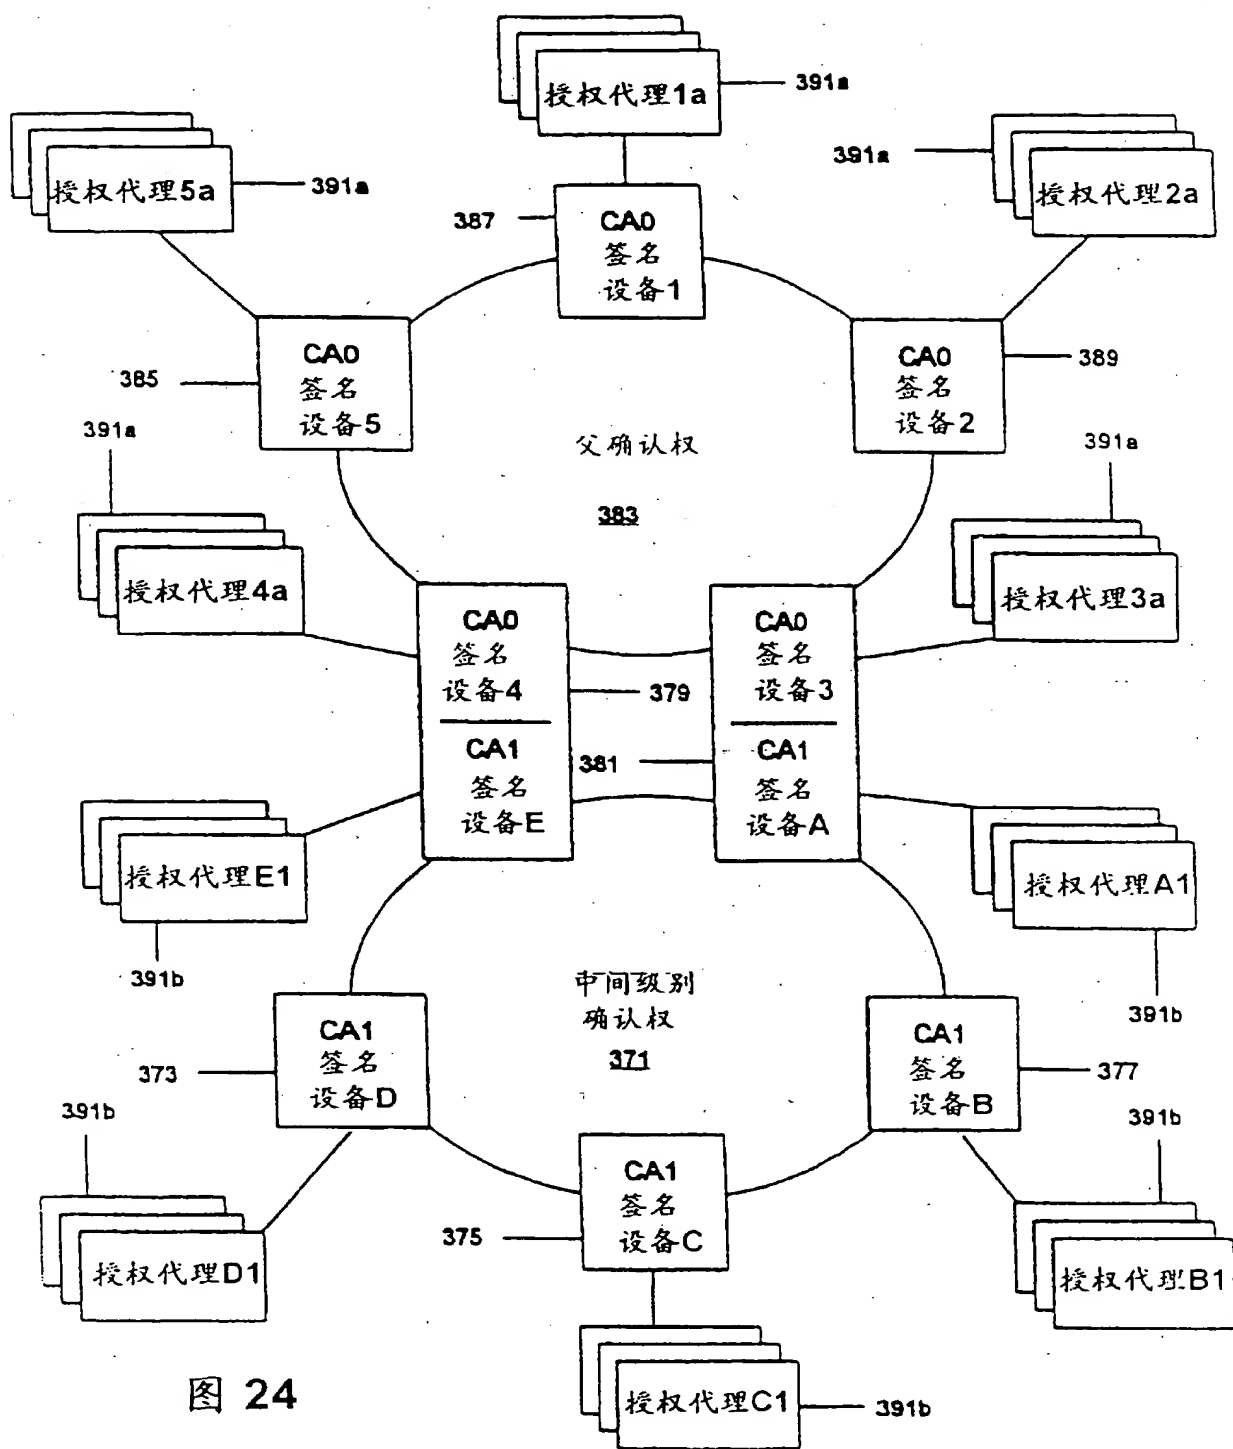 授权代理1a
391a
授权代理5a
391a
391a
授权代理2a
387
CA0
签名
设备1
CA0
签名
设备5
385
CA0
签名
设备2
389
父确认权
383
391a
授权代理4a
391a
授权代理3a
CA0
签名
设备4
379
CA0
签名
设备3
CA1
签名
设备E
381
CA1
签名
设备A
授权代理E1
391b
授权代理A1
391b
中间级别
确认权
371
CA1
签名
设备D
373
CA1
签名
设备B
377
391b
授权代理D1
CA1
签名
设备C
375
391b
授权代理B1
授权代理C1
391b
图 24